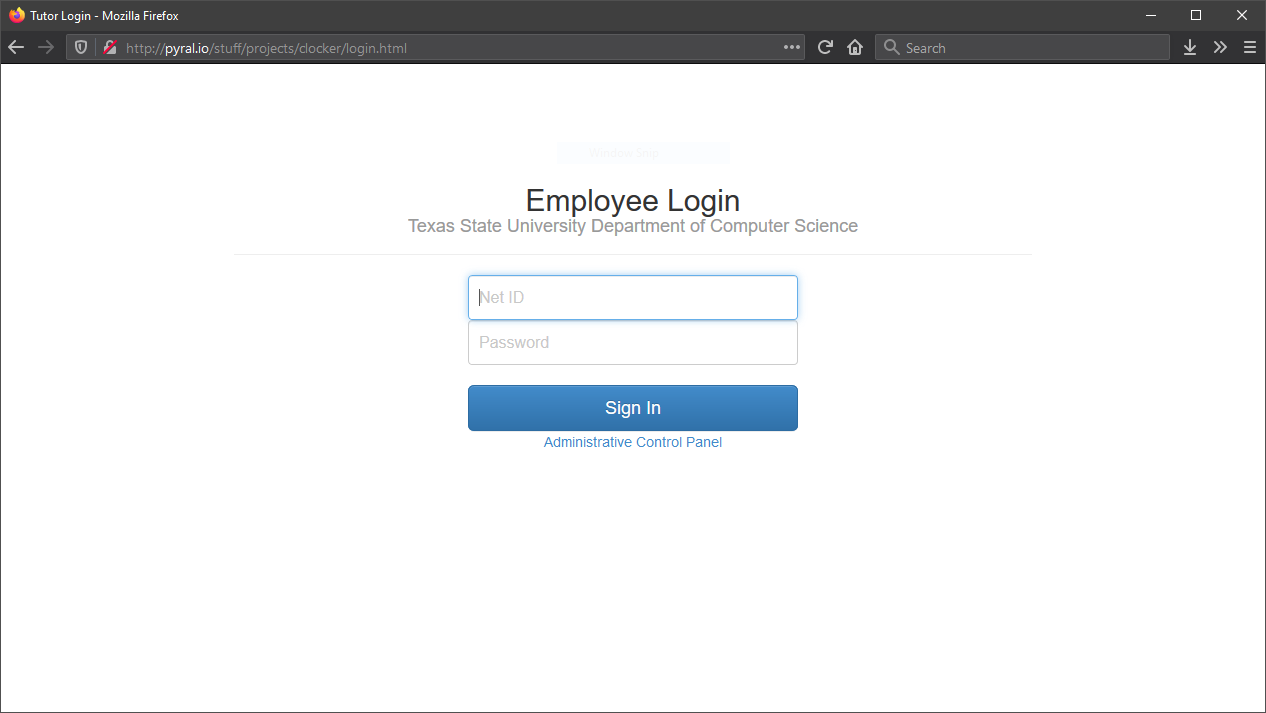 Tutor Login - Mozilla Firefox
http://pyral.io/stuff/projects/clocker/login.html
Search
Window Snip
Employee Login
Texas State University Department of Computer Science
Net ID
Password
Sign In
Administrative Control Panel